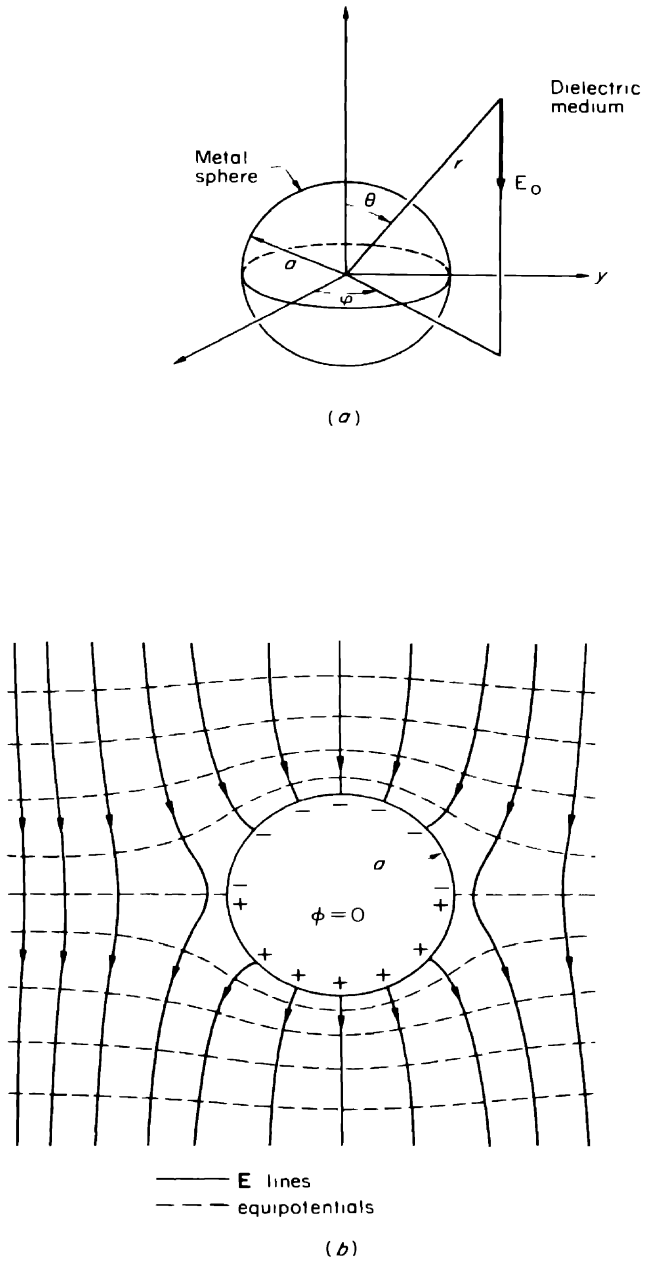 Dielectric
medium
Metal
sphere
r
E₀
θ
a
y
φ
(a)
a
ϕ = 0
E lines
equipotentials
(b)